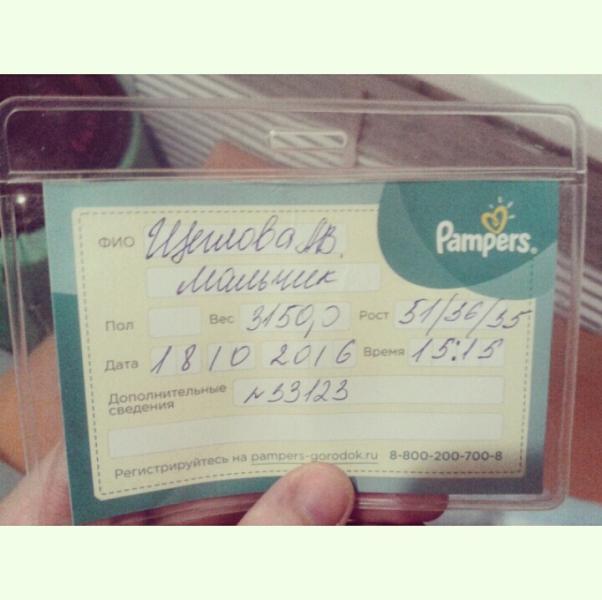 Pampers.
ФИО Щеглова А.В.
мальчик
Пол Вес 3150,0 Рост 51/36/35
Дата 18 10 2016 Время 15:15
Дополнительные
сведения №33123
Регистрируйтесь на pampers-gorodok.ru 8-800-200-700-8